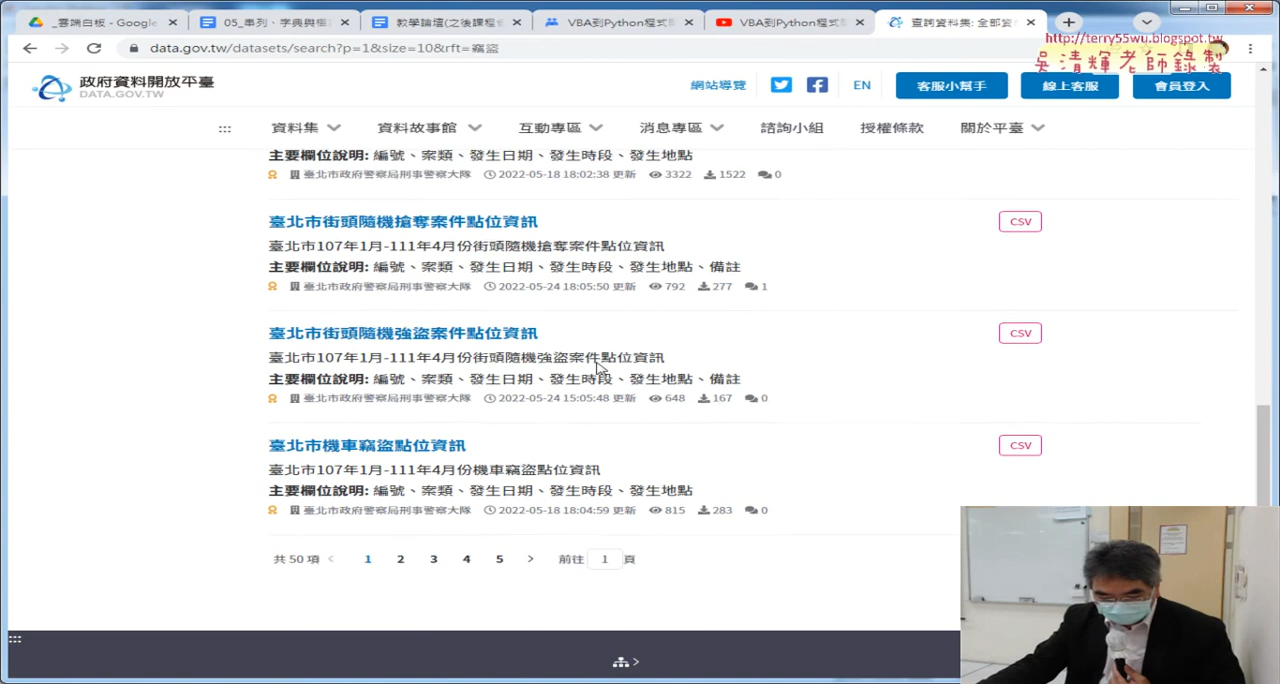 _雲端白板 - Google
05_串列、字典與
教學論壇(之後課程
VBA到Python程式
VBA到Python程式
查詢資料集: 全部資
data.gov.tw/datasets/search?p=1&size=10&rft=竊盜
http://terry55wu.blogspot.tw
吳清輝老師錄製
政府資料開放平臺
DATA.GOV.TW
網站導覽
EN
客服小幫手
線上客服
會員登入
資料集
資料故事館
互動專區
消息專區
諮詢小組
授權條款
關於平臺
主要欄位說明: 編號、案類、發生日期、發生時段、發生地點
臺北市政府警察局刑事警察大隊 2022-05-18 18:02:38 更新 3322 1522 0
臺北市街頭隨機搶奪案件點位資訊
CSV
臺北市107年1月-111年4月份街頭隨機搶奪案件點位資訊
主要欄位說明: 編號、案類、發生日期、發生時段、發生地點、備註
臺北市政府警察局刑事警察大隊 2022-05-24 18:05:50 更新 792 277 1
臺北市街頭隨機強盜案件點位資訊
CSV
臺北市107年1月-111年4月份街頭隨機強盜案件點位資訊
主要欄位說明: 編號、案類、發生日期、發生時段、發生地點、備註
臺北市政府警察局刑事警察大隊 2022-05-24 15:05:48 更新 648 167 0
臺北市機車竊盜點位資訊
CSV
臺北市107年1月-111年4月份機車竊盜點位資訊
主要欄位說明: 編號、案類、發生日期、發生時段、發生地點
臺北市政府警察局刑事警察大隊 2022-05-18 18:04:59 更新 815 283 0
共 50 項 < 1 2 3 4 5 > 前往 1 頁